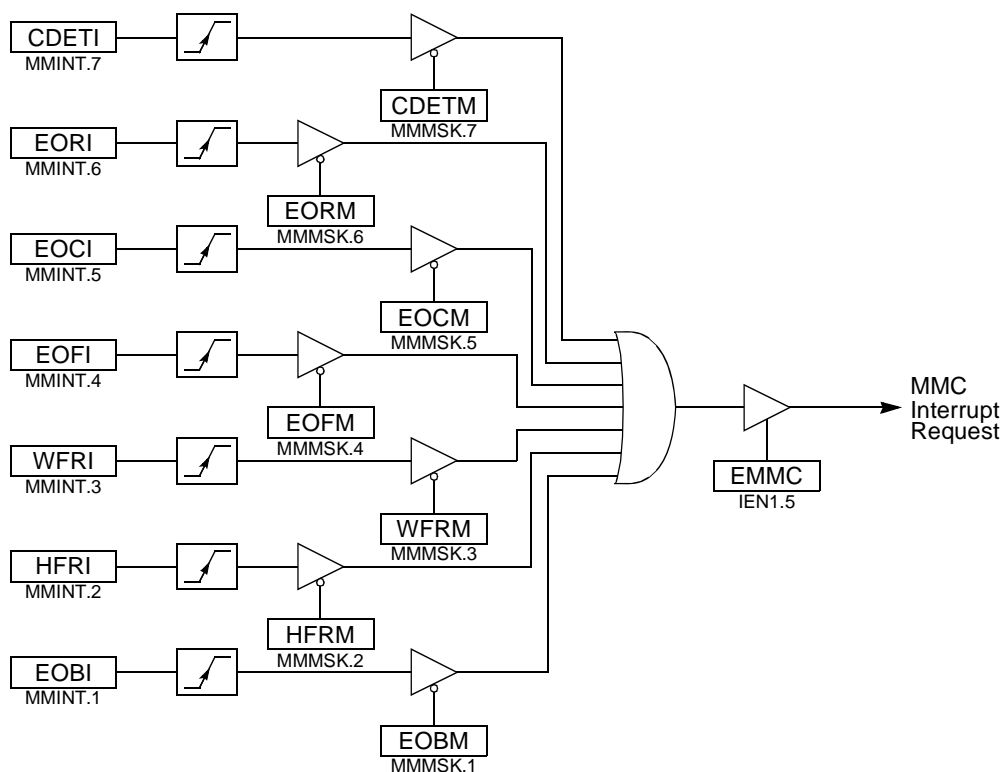 CDETI
MMINT.7
CDETM
MMMSK.7
EORI
MMINT.6
EORM
MMMSK.6
EOCI
MMINT.5
EOCM
MMMSK.5
EOFI
MMINT.4
EOFM
MMMSK.4
WFRI
MMINT.3
WFRM
MMMSK.3
HFRI
MMINT.2
HFRM
MMMSK.2
EOBI
MMINT.1
EOBM
MMMSK.1
MMC
Interrupt
Request
EMMC
IEN1.5